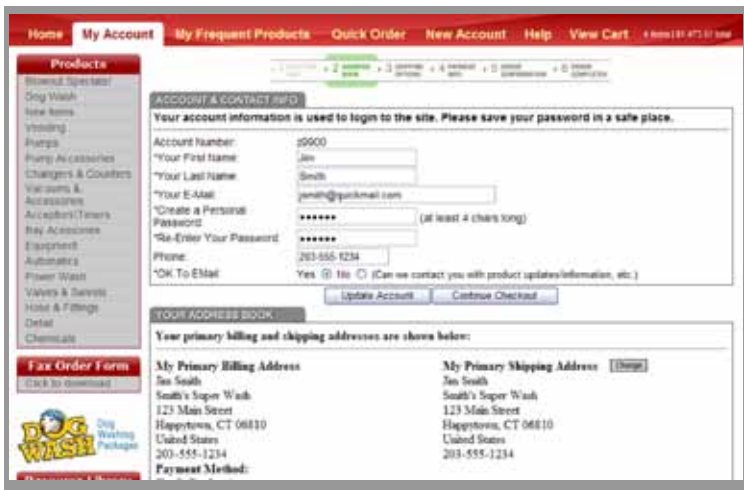 Home My Account My Frequent Products Quick Order New Account Help View Cart
Products
Blowout Specials!
Dog Wash
New Items
Vending
Pumps
Pump Accessories
Changers & Counters
Vacuums &
Accessories
Acceptors/Timers
Bay Accessories
Equipment
Automatics
Power Wash
Valves & Swivels
Hose & Fittings
Detail
Chemicals
Fax Order Form
Click to download
DOG WASH
Dog
Washing
Packages
ACCOUNT & CONTACT INFO
Your account information is used to login to the site. Please save your password in a safe place.
Account Number: z9900
*Your First Name: Jim
*Your Last Name: Smith
*Your E-Mail: jsmith@quickmail.com
*Create a Personal
Password: •••••• (at least 4 chars long)
*Re-Enter Your Password: ••••••
Phone: 203-555-1234
*OK To EMail: Yes No (Can we contact you with product updates/information, etc.)
Update Account Continue Checkout
YOUR ADDRESS BOOK
Your primary billing and shipping addresses are shown below:
My Primary Billing Address
Jim Smith
Smith's Super Wash
123 Main Street
Happytown, CT 06810
United States
203-555-1234
Payment Method:
My Primary Shipping Address Change
Jim Smith
Smith's Super Wash
123 Main Street
Happytown, CT 06810
United States
203-555-1234